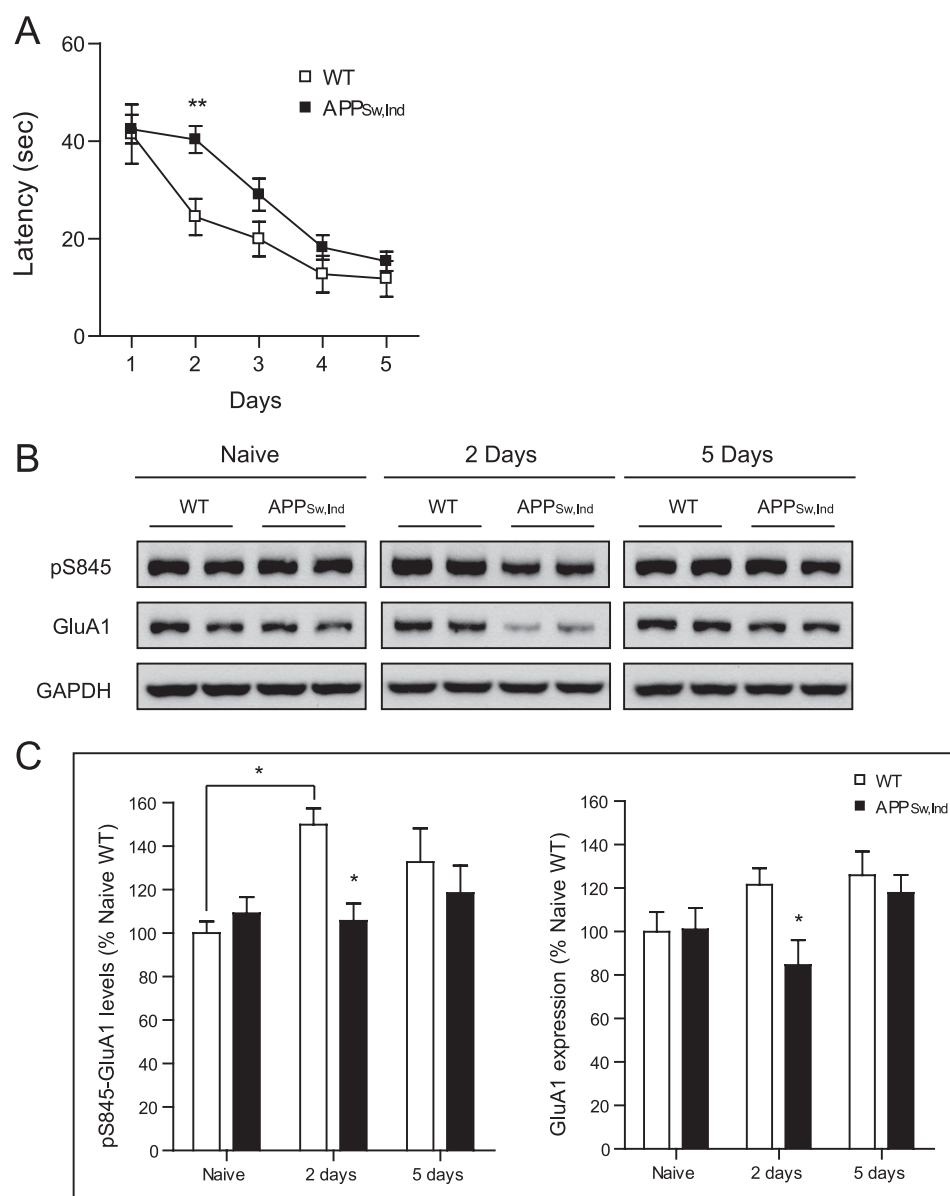 A
60
40
20
0
Latency (sec)
WT
APPSw,Ind
**
1 2 3 4 5
Days
B
Naive 2 Days 5 Days
WT APPSw,Ind WT APPSw,Ind WT APPSw,Ind
pS845
GluA1
GAPDH
C
pS845-GluA1 levels (% Naive WT)
160
140
120
100
80
60
40
20
0
*
*
Naive 2 days 5 days
GluA1 expression (% Naive WT)
160
140
120
100
80
60
40
20
0
WT
APPSw,Ind
*
Naive 2 days 5 days